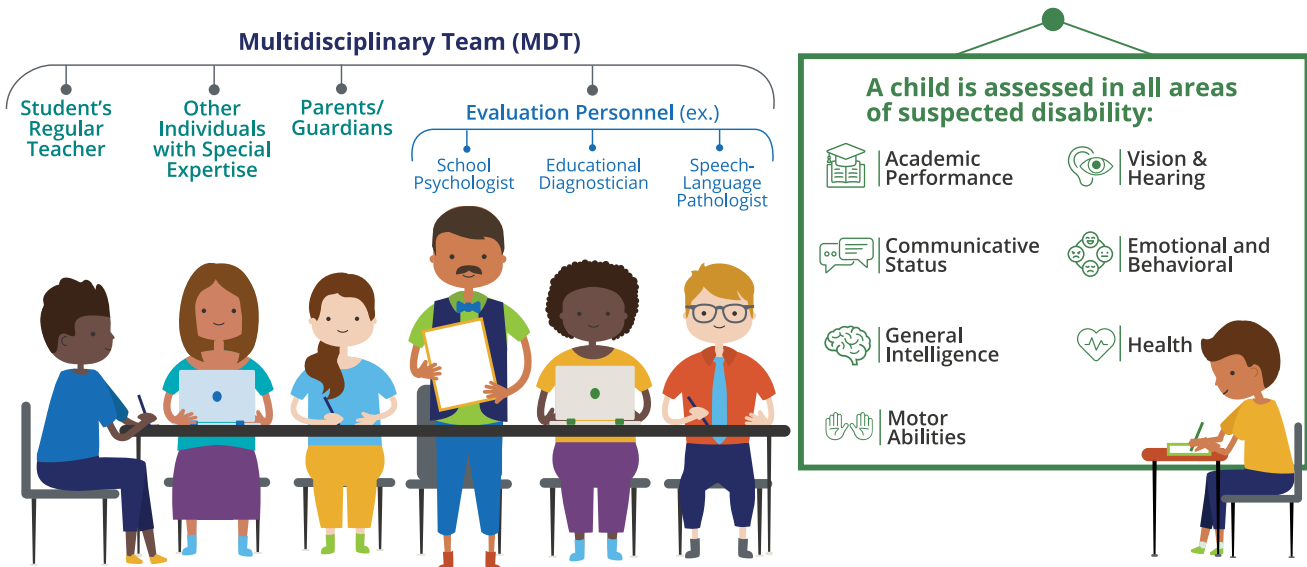 Multidisciplinary Team (MDT)
Student’s
Regular
Teacher
Other
Individuals
with Special
Expertise
Parents/
Guardians
Evaluation Personnel (ex.)
School
Psychologist
Educational
Diagnostician
Speech-
Language
Pathologist
A child is assessed in all areas
of suspected disability:
Academic
Performance
Vision &
Hearing
Communicative
Status
Emotional and
Behavioral
General
Intelligence
Health
Motor
Abilities